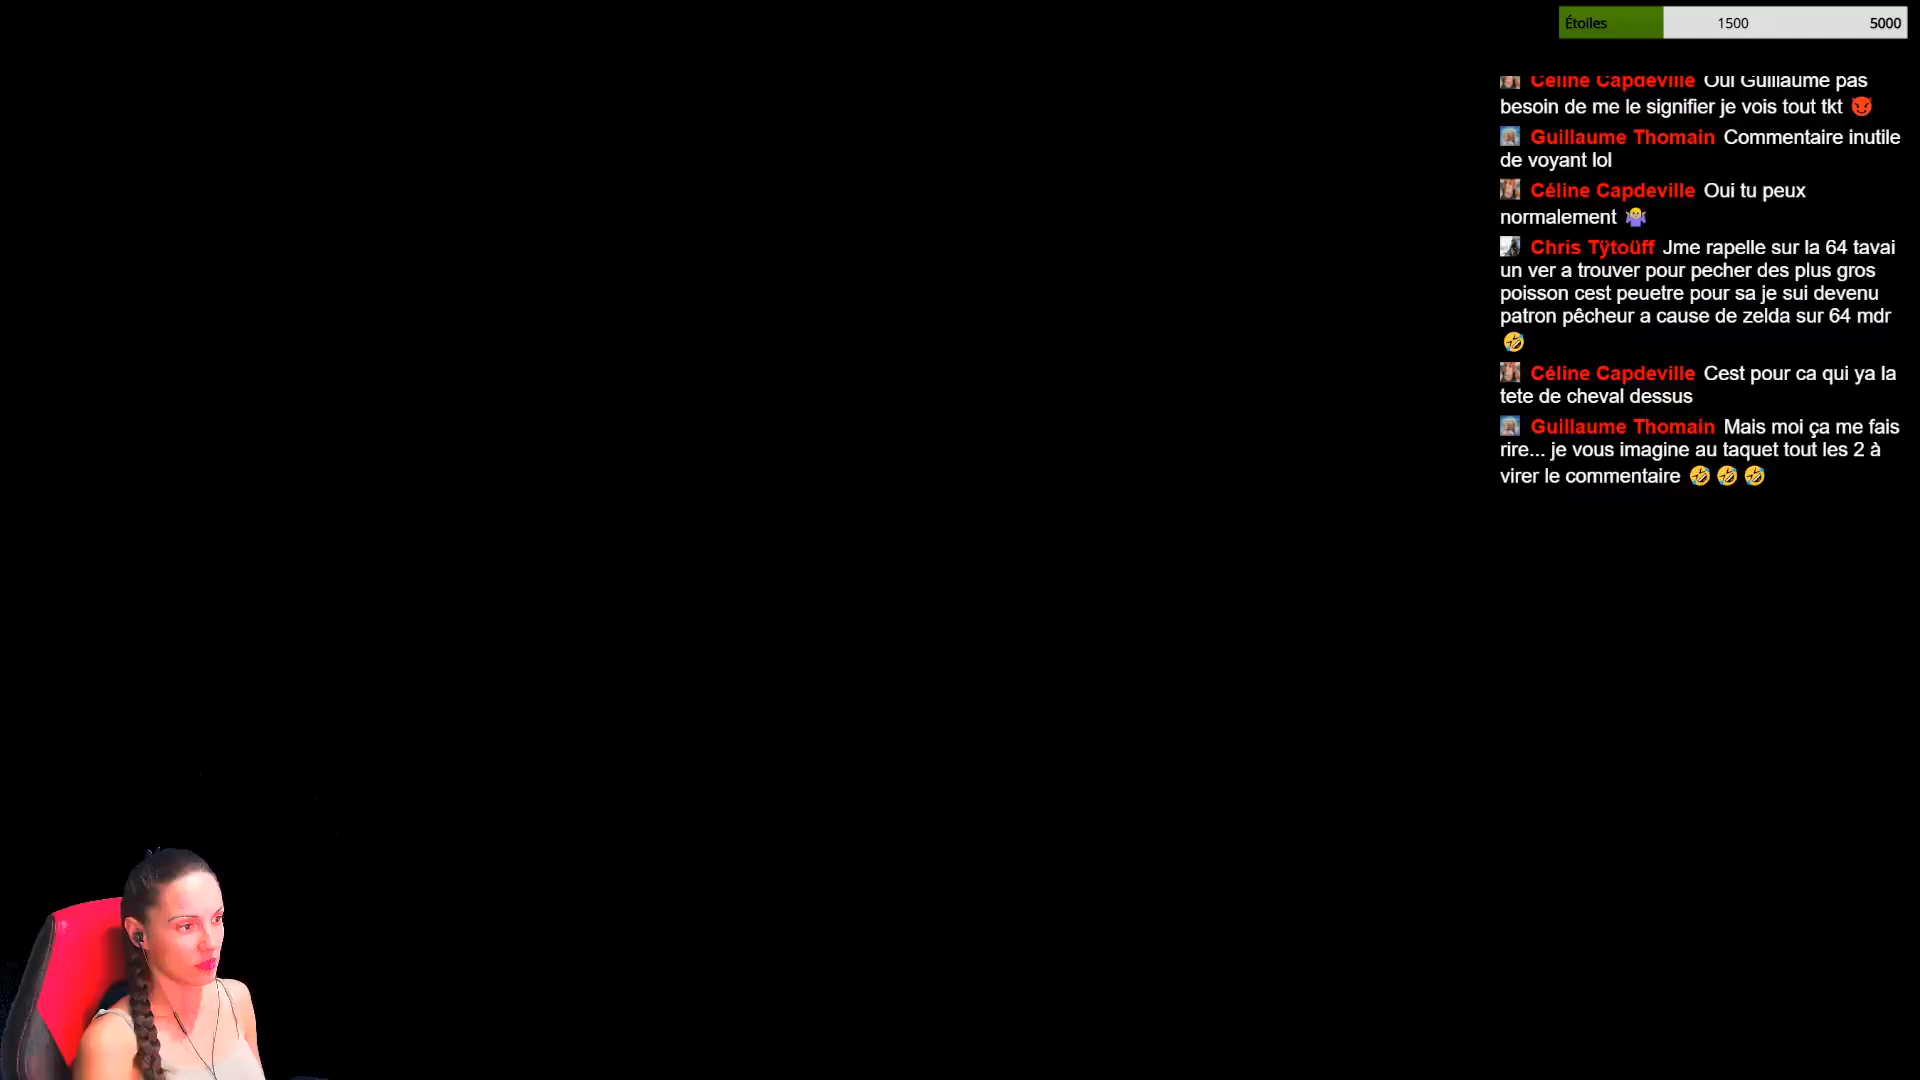 Étoiles 1500 5000
Céline Capdeville Oui Guillaume pas
besoin de me le signifier je vois tout tkt 😈
Guillaume Thomain Commentaire inutile
de voyant lol
Céline Capdeville Oui tu peux
normalement 🤷‍♀️
Chris Tÿtoüff Jme rapelle sur la 64 tavai
un ver a trouver pour pecher des plus gros
poisson cest peuetre pour sa je sui devenu
patron pêcheur a cause de zelda sur 64 mdr
🤣
Céline Capdeville Cest pour ca qui ya la
tete de cheval dessus
Guillaume Thomain Mais moi ça me fais
rire... je vous imagine au taquet tout les 2 à
virer le commentaire 🤣 🤣 🤣